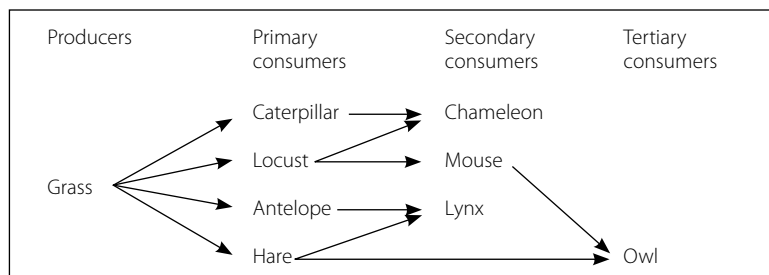 Producers
Primary consumers
Secondary consumers
Tertiary consumers
Caterpillar
Chameleon
Locust
Mouse
Grass
Antelope
Lynx
Hare
Owl